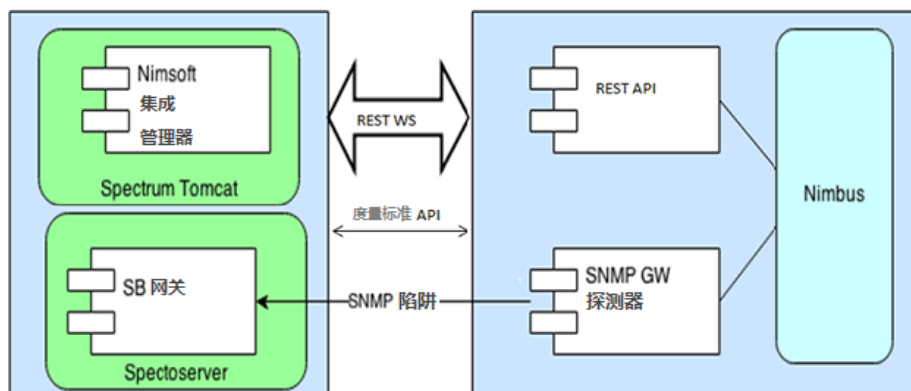 Nimsoft
集成
管理器
Spectrum Tomcat
SB 网关
Spectoserver
REST WS
度量标准 API
SNMP 陷阱
REST API
SNMP GW
探测器
Nimbus